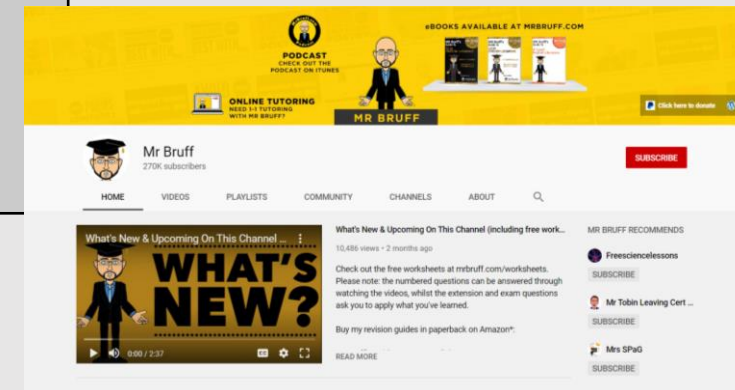 PODCAST
CHECK OUT THE
PODCAST ON ITUNES
eBOOKS AVAILABLE AT MRBRUFF.COM
ONLINE TUTORING
NEED 1-1 TUTORING
WITH MR BRUFF?
MR BRUFF
Click here to donate
Mr Bruff
270K subscribers
SUBSCRIBE
HOME VIDEOS PLAYLISTS COMMUNITY CHANNELS ABOUT
What's New & Upcoming On This Channel ...
WHAT'S
NEW?
0:00 / 2:37
What's New & Upcoming On This Channel (including free work...
10,486 views • 2 months ago
Check out the free worksheets at mrbruff.com/worksheets.
Please note: the numbered questions can be answered through
watching the videos, whilst the extension and exam questions
ask you to apply what you've learned.
Buy my revision guides in paperback on Amazon*:
READ MORE
MR BRUFF RECOMMENDS
Freesciencelessons
SUBSCRIBE
Mr Tobin Leaving Cert ...
SUBSCRIBE
Mrs SPaG
SUBSCRIBE